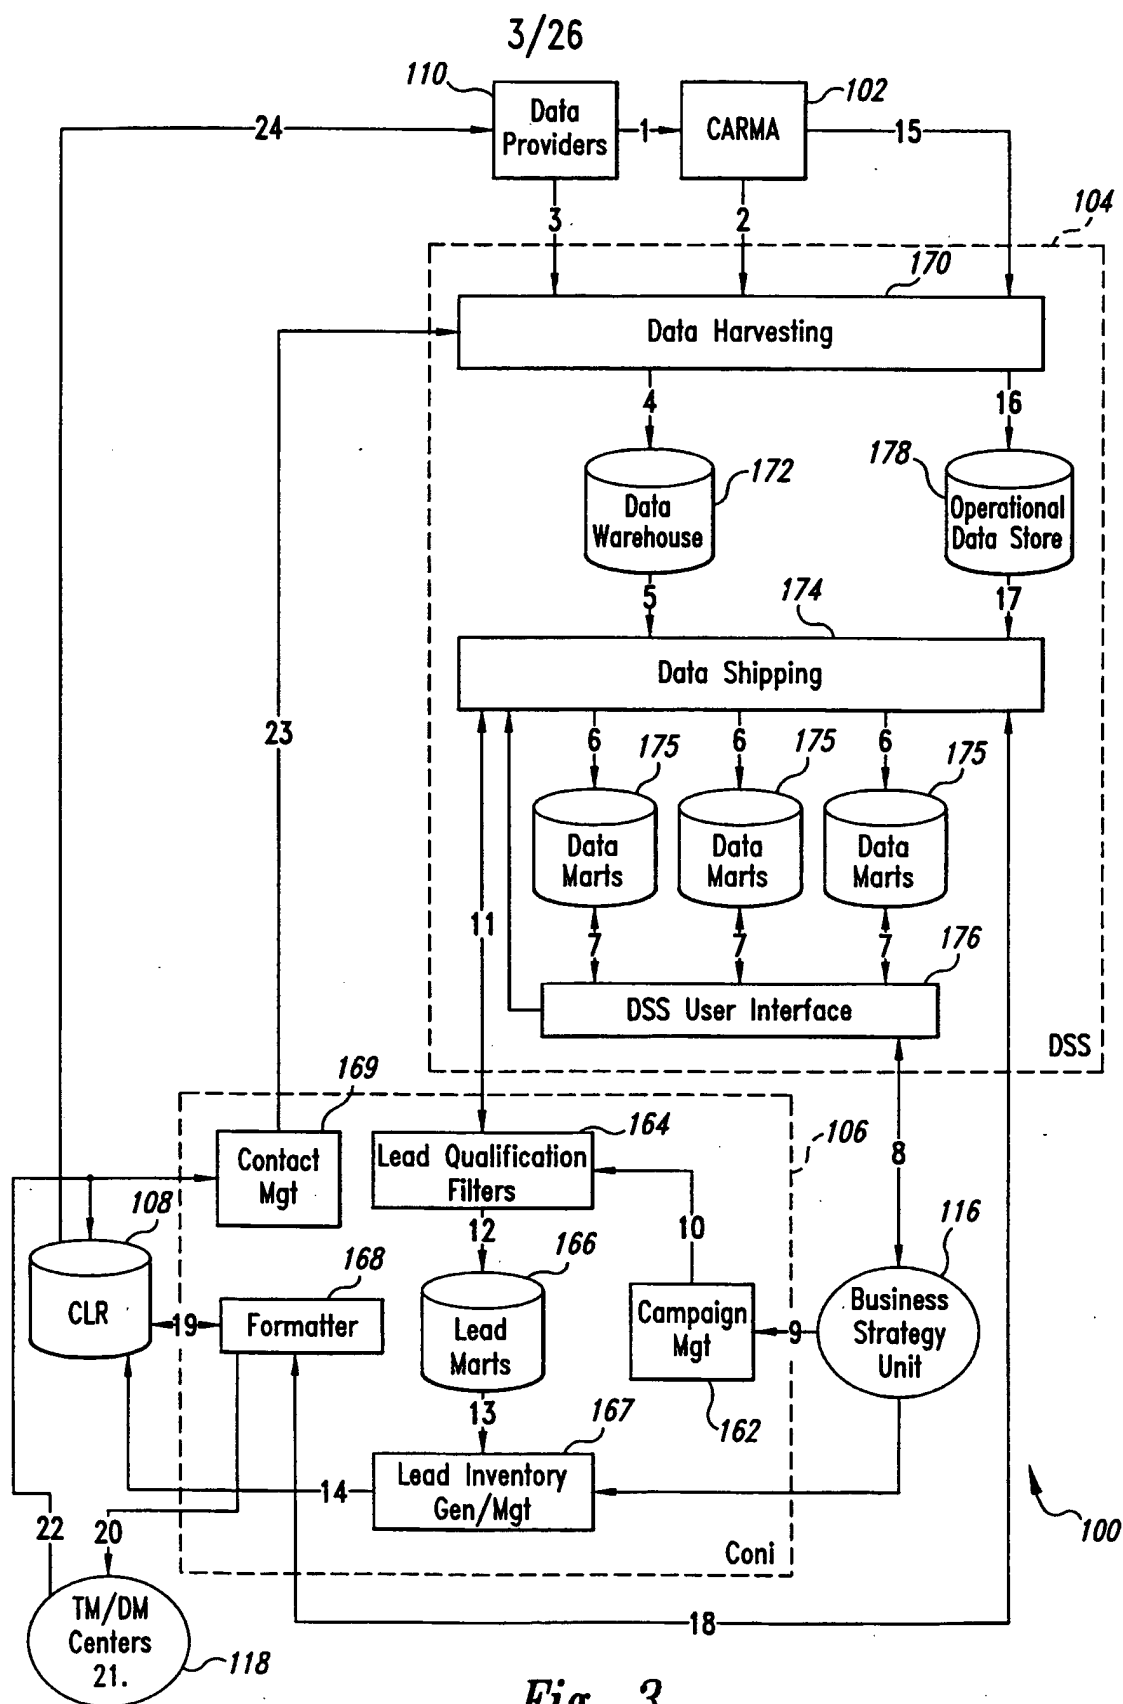 3/26
110
102
24
Data
Providers
1
CARMA
15
3
2
104
170
Data Harvesting
4
16
172
178
Data
Warehouse
Operational
Data Store
5
17
174
Data Shipping
23
6
175
6
175
6
175
Data
Marts
Data
Marts
Data
Marts
11
7
7
7
176
DSS User Interface
DSS
169
164
106
8
Contact
Mgt
Lead Qualification
Filters
108
12
10
116
168
166
CLR
19
Formatter
Lead
Marts
Campaign
Mgt
9
Business
Strategy
Unit
13
167
162
14
Lead Inventory
Gen/Mgt
100
22
20
Coni
TM/DM
Centers
21.
118
18
Fig. 3